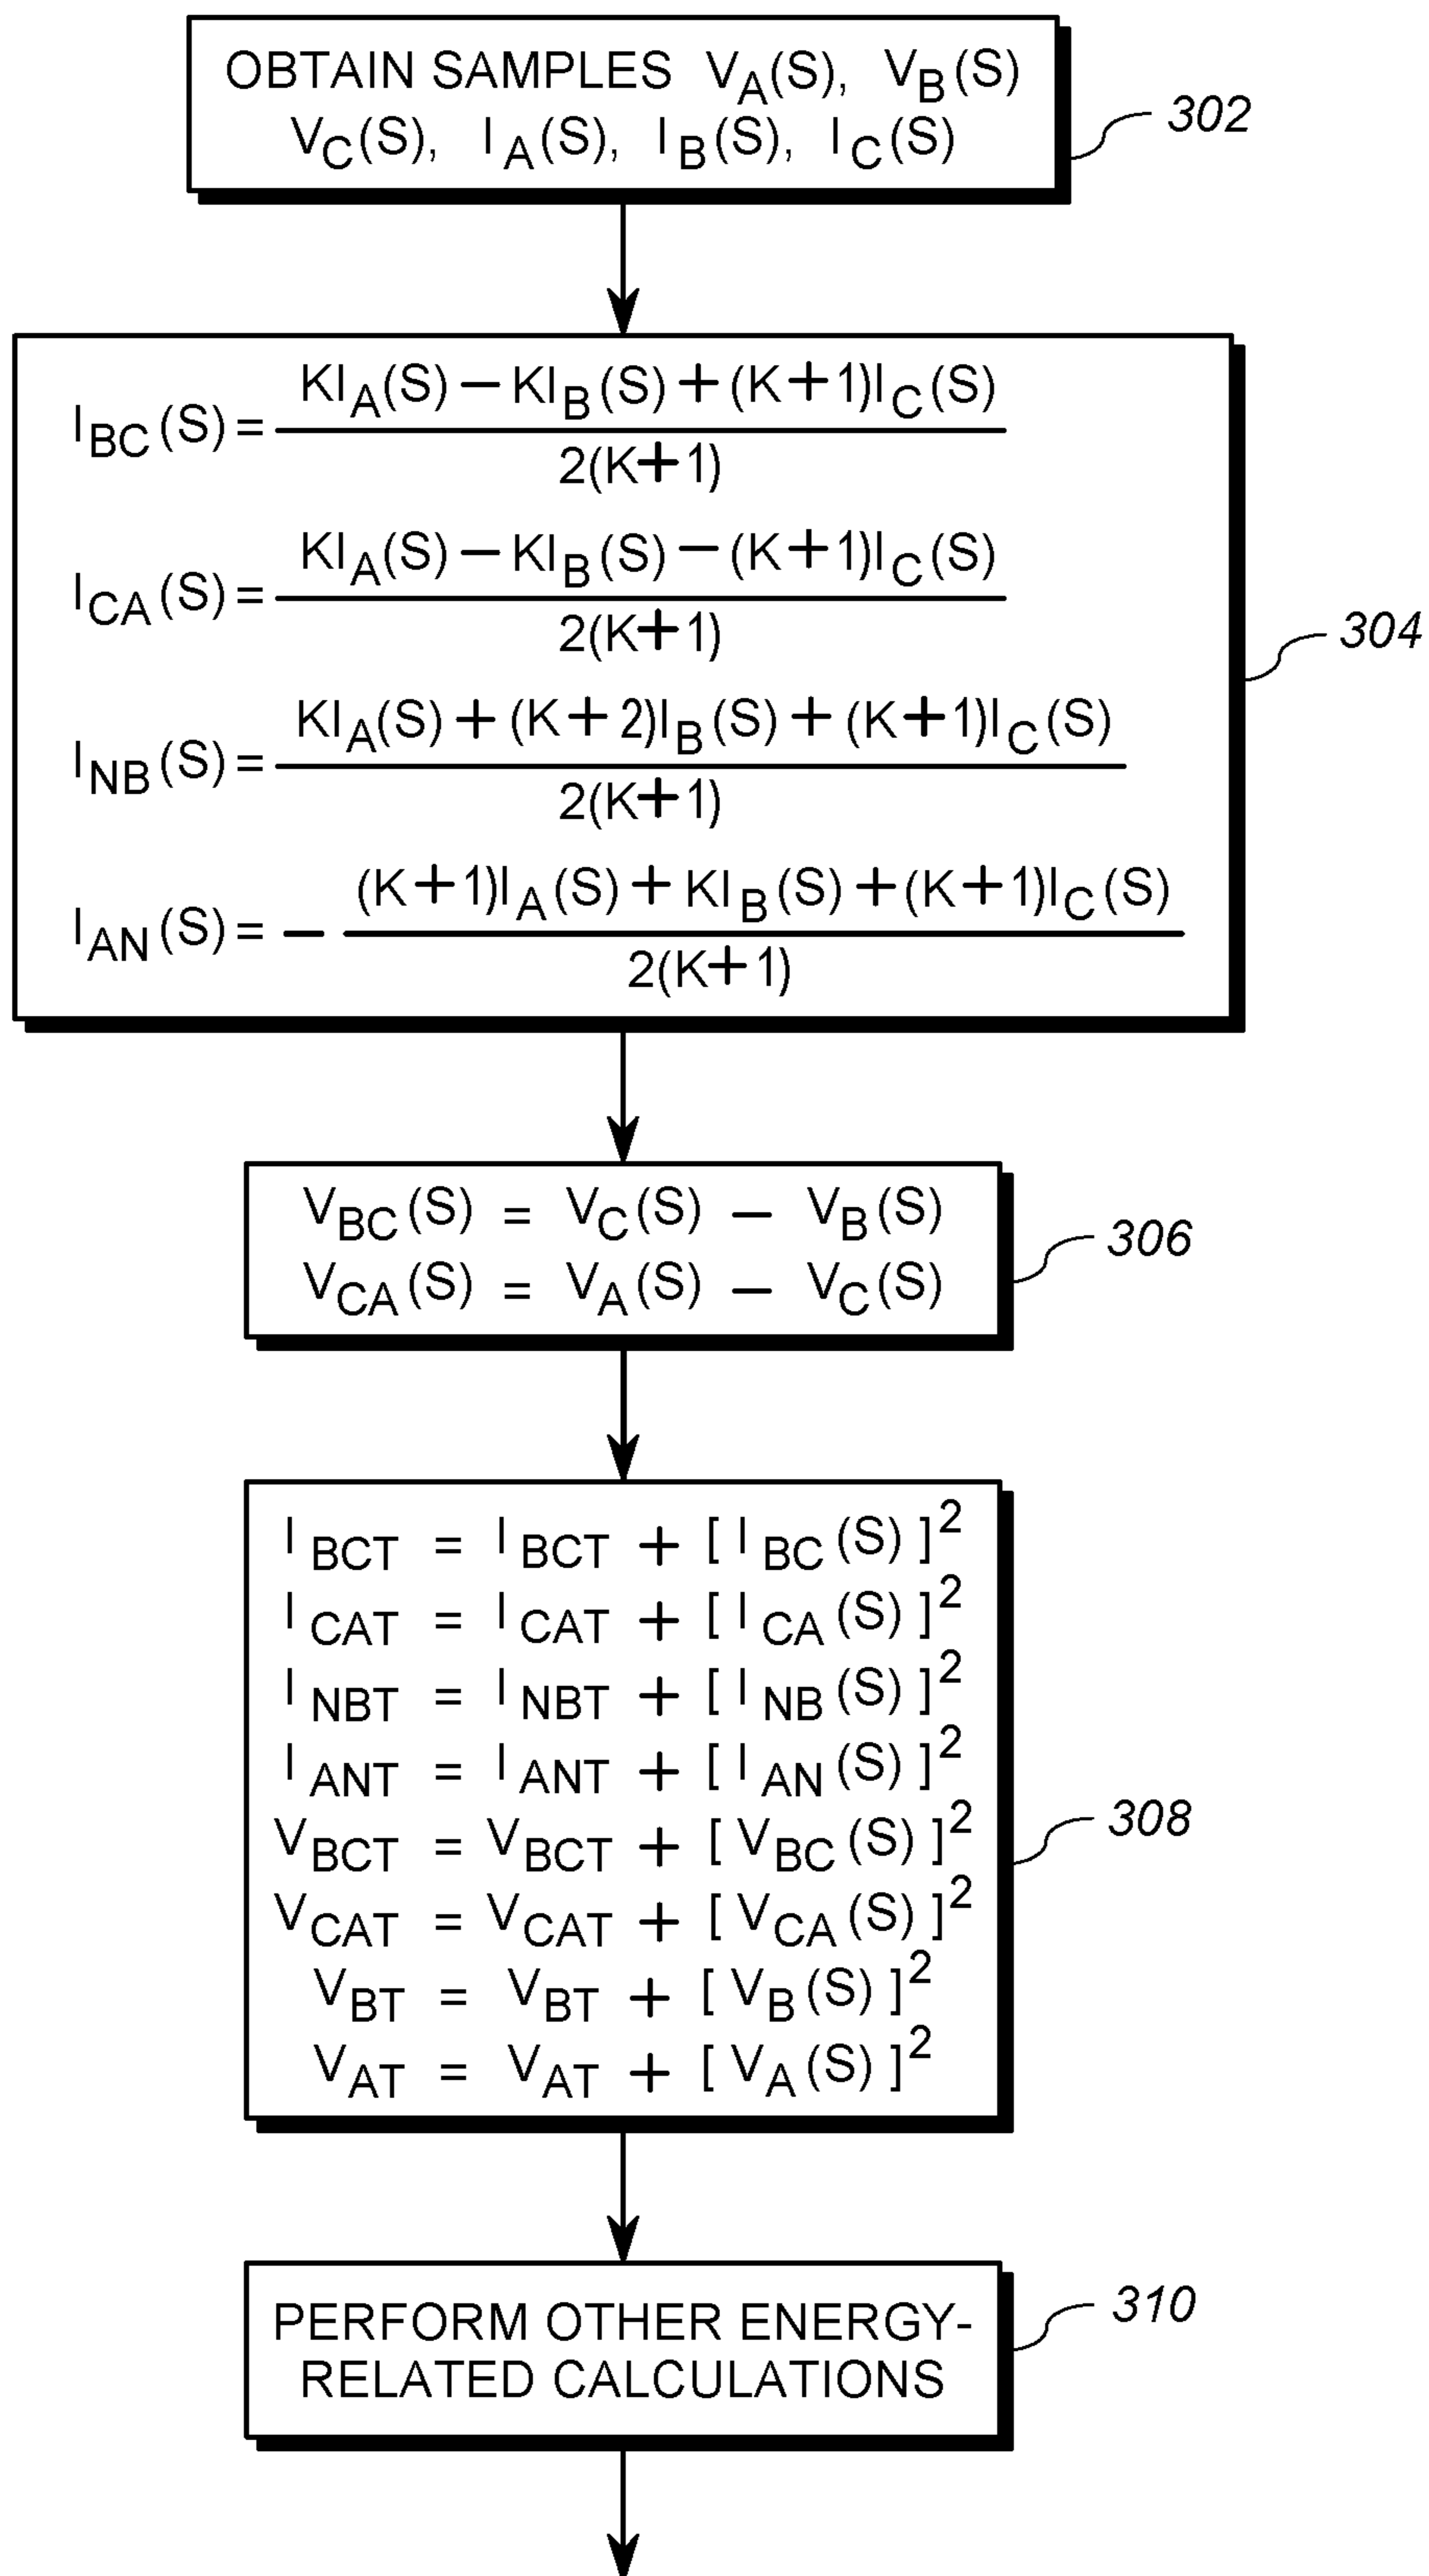 OBTAIN SAMPLES V_A(S), V_B(S)
V_C(S), I_A(S), I_B(S), I_C(S)
302
I_BC(S) = (KI_A(S) − KI_B(S) + (K+1)I_C(S)) / 2(K+1)
I_CA(S) = (KI_A(S) − KI_B(S) − (K+1)I_C(S)) / 2(K+1)
304
I_NB(S) = (KI_A(S) + (K+2)I_B(S) + (K+1)I_C(S)) / 2(K+1)
I_AN(S) = − ((K+1)I_A(S) + KI_B(S) + (K+1)I_C(S)) / 2(K+1)
V_BC(S) = V_C(S) − V_B(S)
306
V_CA(S) = V_A(S) − V_C(S)
I_BCT = I_BCT + [ I_BC(S) ]²
I_CAT = I_CAT + [ I_CA(S) ]²
I_NBT = I_NBT + [ I_NB(S) ]²
I_ANT = I_ANT + [ I_AN(S) ]²
308
V_BCT = V_BCT + [ V_BC(S) ]²
V_CAT = V_CAT + [ V_CA(S) ]²
V_BT = V_BT + [ V_B(S) ]²
V_AT = V_AT + [ V_A(S) ]²
310
PERFORM OTHER ENERGY-
RELATED CALCULATIONS